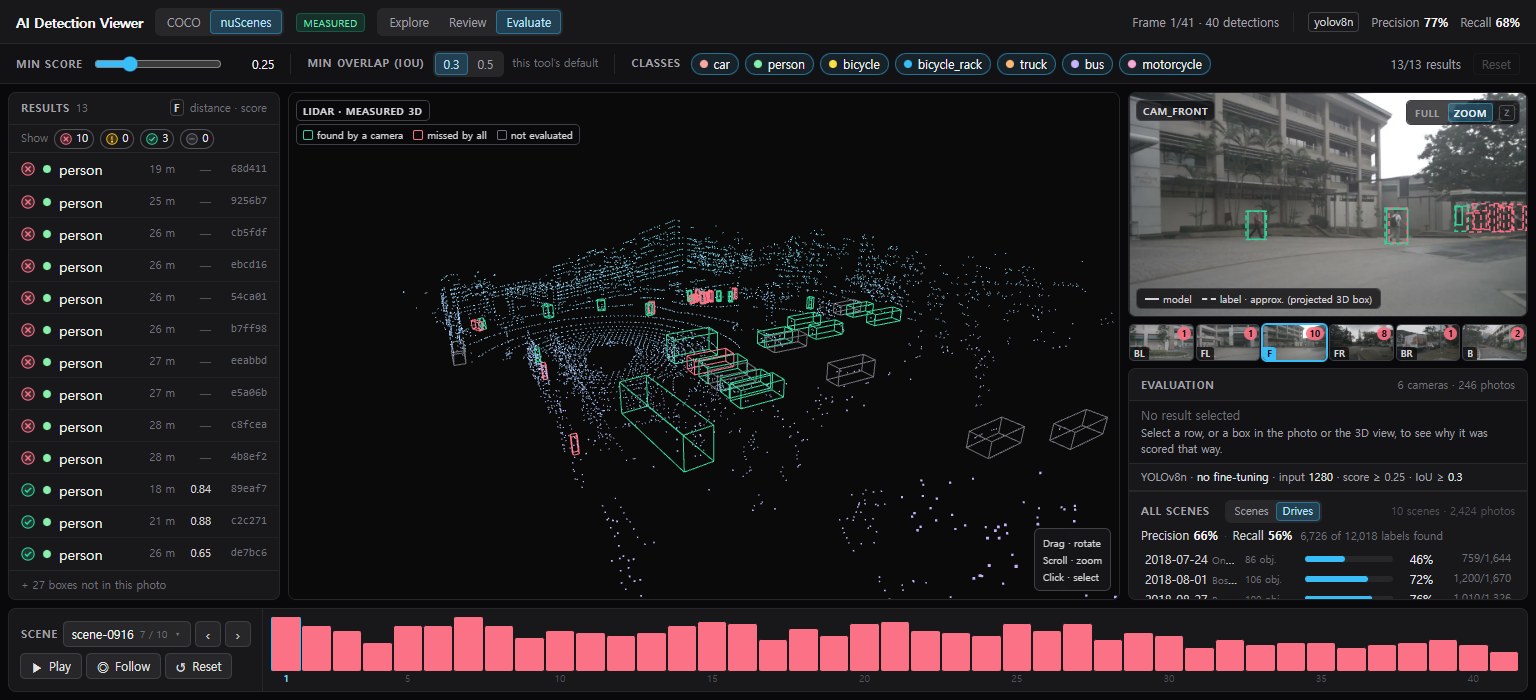 AI Detection Viewer COCO nuScenes MEASURED Explore Review Evaluate Frame 1/41 · 40 detections yolov8n Precision 77% Recall 68%
MIN SCORE 0.25 MIN OVERLAP (IOU) 0.3 0.5 this tool's default CLASSES car person bicycle bicycle_rack truck bus motorcycle 13/13 results Reset
RESULTS 13 F distance · score
Show 10 0 3 0
person 19 m — 68d411
person 25 m — 9256b7
person 26 m — cb5fdf
person 26 m — ebcd16
person 26 m — 54ca01
person 26 m — b7ff98
person 27 m — eeabbd
person 27 m — e5a06b
person 28 m — c8fcea
person 28 m — 4b8ef2
person 18 m 0.84 89eaf7
person 21 m 0.88 c2c271
person 26 m 0.65 de7bc6
+ 27 boxes not in this photo
LIDAR · MEASURED 3D
found by a camera missed by all not evaluated
Drag · rotate
Scroll · zoom
Click · select
CAM_FRONT FULL ZOOM Z
model label · approx. (projected 3D box)
BL 1 FL 1 F 10 FR 8 BR 1 B 2
EVALUATION 6 cameras · 246 photos
No result selected
Select a row, or a box in the photo or the 3D view, to see why it was
scored that way.
YOLOv8n · no fine-tuning · input 1280 · score ≥ 0.25 · IoU ≥ 0.3
ALL SCENES Scenes Drives 10 scenes · 2,424 photos
Precision 66% · Recall 56% 6,726 of 12,018 labels found
2018-07-24 On... 86 obj. 46% 759/1,644
2018-08-01 Bos... 106 obj. 72% 1,200/1,670
SCENE scene-0916 7 / 10 ‹ ›
Play Follow Reset
1 5 10 15 20 25 30 35 40